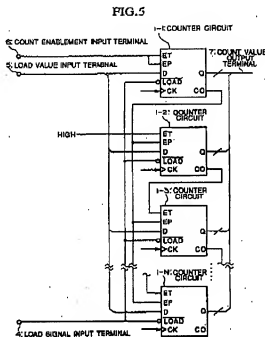 FIG.5
1-1: COUNTER CIRCUIT
6: COUNT ENABLEMENT INPUT TERMINAL
7: COUNT VALUE
OUTPUT
TERMINAL
5: LOAD VALUE INPUT TERMINAL
ET
EP
D Q
LOAD
CK CO
1-2: COUNTER
CIRCUIT
HIGH
ET
EP
D Q
LOAD
CK CO
1-3: COUNTER
CIRCUIT
ET
EP
D Q
LOAD
CK CO
1-N: COUNTER
CIRCUIT
ET
EP
D Q
LOAD
CK CO
4: LOAD SIGNAL INPUT TERMINAL